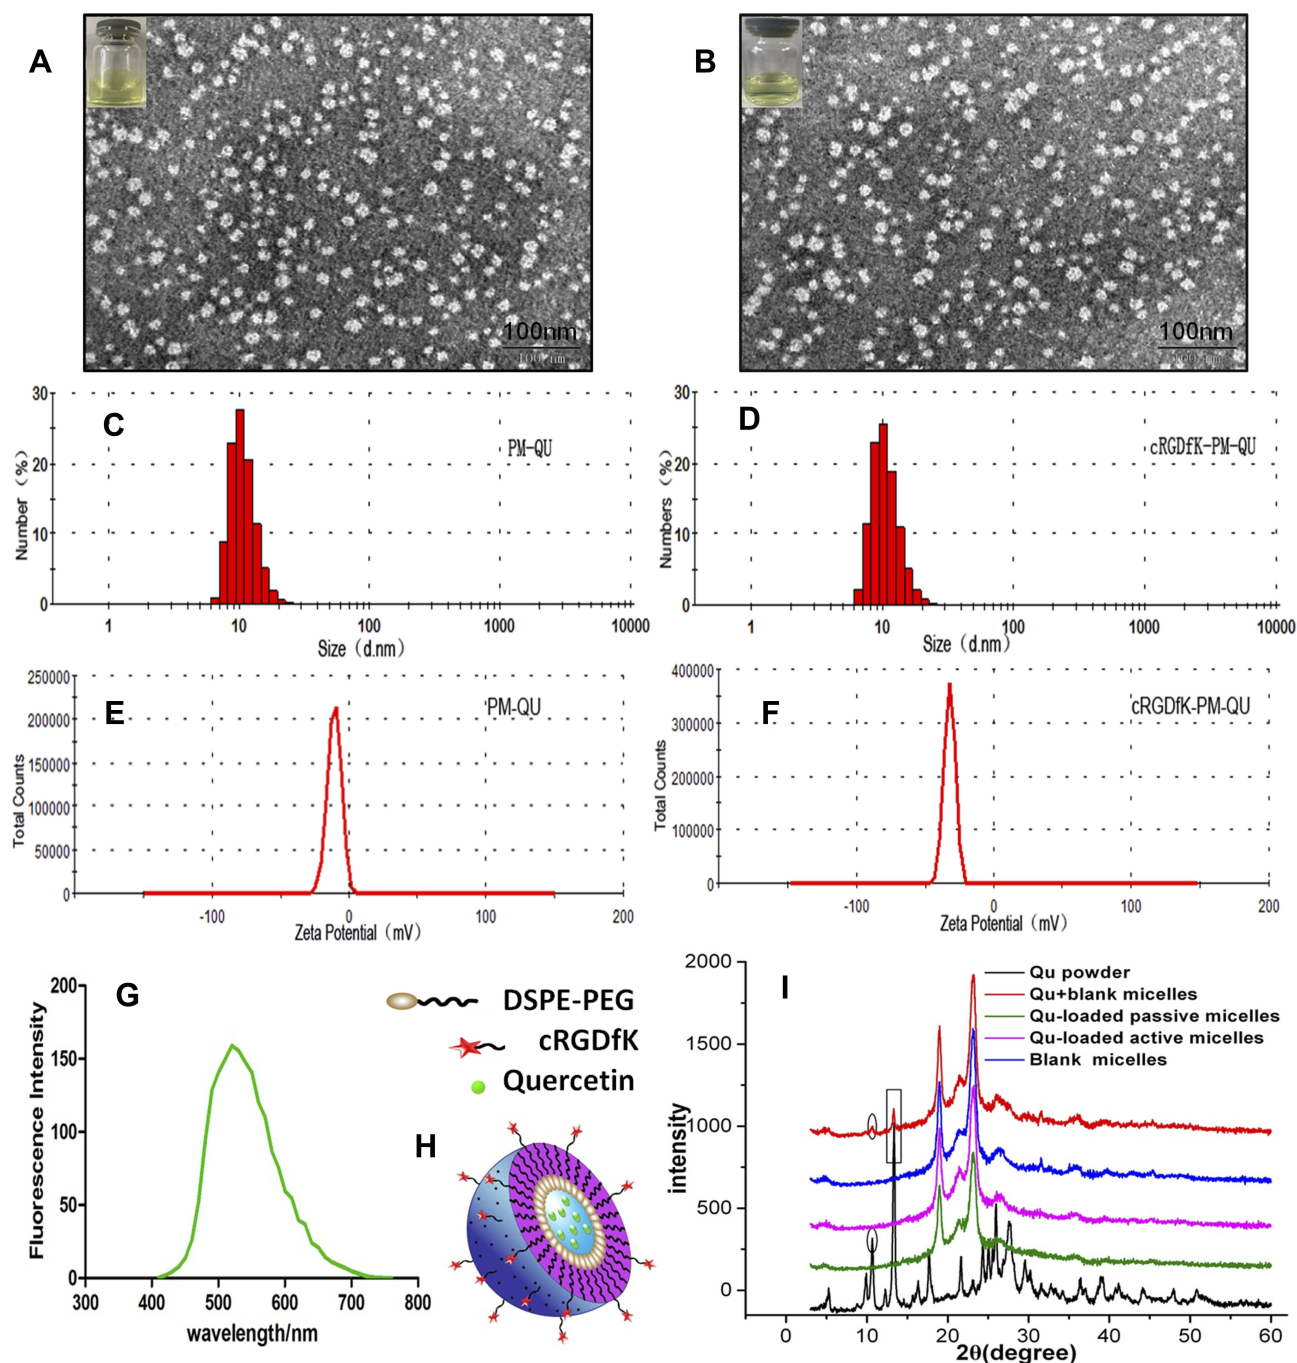 A
100nm
100 nm
B
100nm
100 nm
C
PM-QU
30
20
10
0
Number (%)
1
10
100
1000
10000
Size (d.nm)
D
cRGDfK-PM-QU
30
20
10
0
Numbers (%)
1
10
100
1000
10000
Size (d.nm)
E
PM-QU
250000
200000
150000
100000
50000
0
Total Counts
-100
0
100
200
Zeta Potential (mV)
F
cRGDfK-PM-QU
400000
300000
200000
100000
0
Total Counts
-100
0
100
200
Zeta Potential (mV)
G
200
150
100
50
0
Fluorescence Intensity
300
400
500
600
700
800
wavelength/nm
DSPE-PEG
cRGDfK
Quercetin
H
I
Qu powder
Qu+blank micelles
Qu-loaded passive micelles
Qu-loaded active micelles
Blank micelles
2000
1500
1000
500
0
intensity
0
10
20
30
40
50
60
2θ(degree)